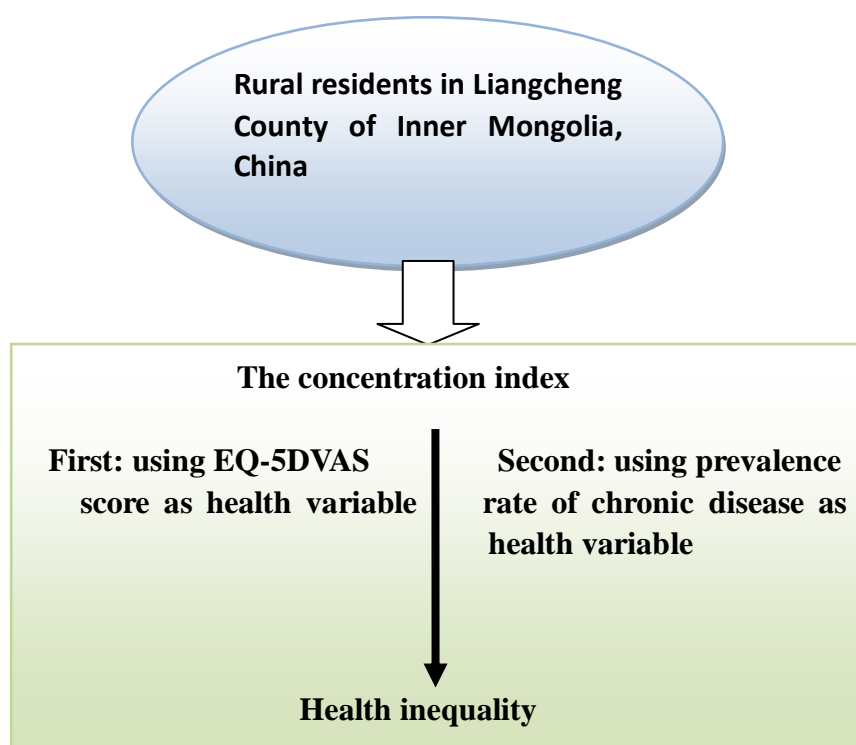 Rural residents in Liangcheng
County of Inner Mongolia,
China
The concentration index
First: using EQ-5DVAS
score as health variable
Second: using prevalence
rate of chronic disease as
health variable
Health inequality